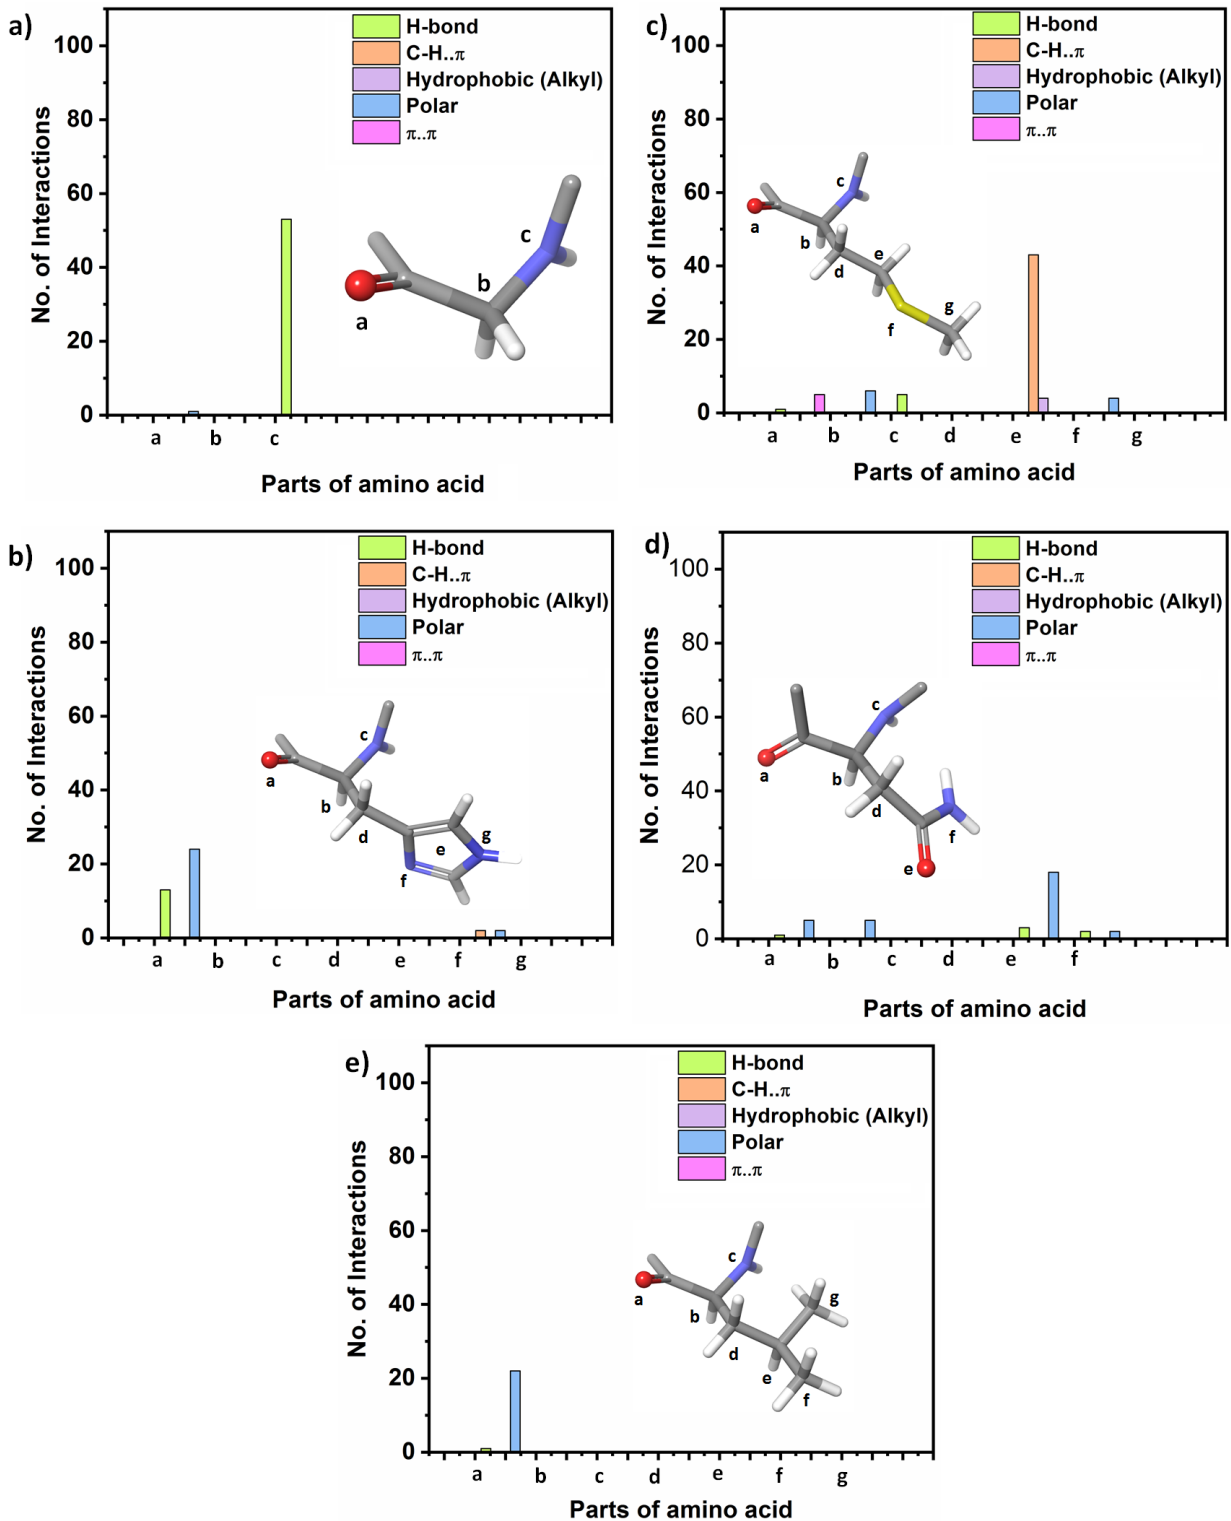 a)
H-bond
C-H..π
Hydrophobic (Alkyl)
Polar
π..π
100
80
60
40
20
0
No. of Interactions
a
b
c
a b c
Parts of amino acid
c)
H-bond
C-H..π
Hydrophobic (Alkyl)
Polar
π..π
100
80
60
40
20
0
No. of Interactions
c
a
b
d
e
f
g
a b c d e f g
Parts of amino acid
b)
H-bond
C-H..π
Hydrophobic (Alkyl)
Polar
π..π
100
80
60
40
20
0
No. of Interactions
c
a
b
d
e
f
g
a b c d e f g
Parts of amino acid
d)
H-bond
C-H..π
Hydrophobic (Alkyl)
Polar
π..π
100
80
60
40
20
0
No. of Interactions
c
a
b
d
f
e
a b c d e f
Parts of amino acid
e)
H-bond
C-H..π
Hydrophobic (Alkyl)
Polar
π..π
100
80
60
40
20
0
No. of Interactions
c
a
b
d
e
f
g
a b c d e f g
Parts of amino acid